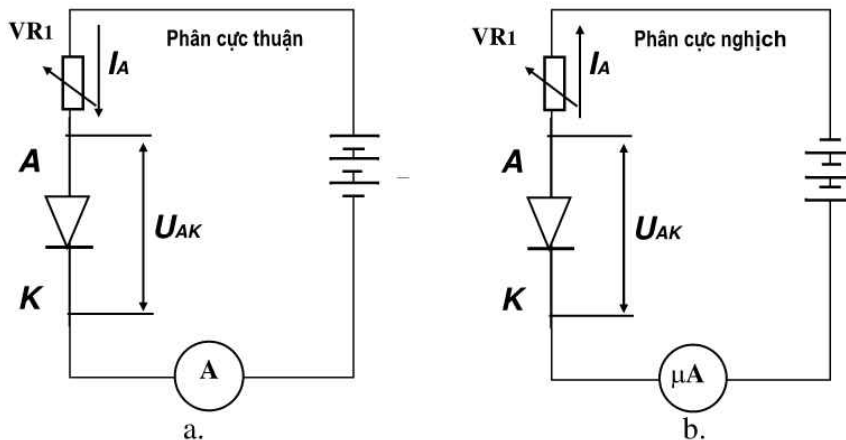 VR1
Phân cực thuận
IA
A
UAK
K
A
a.
VR1
Phân cực nghịch
IA
A
UAK
K
µA
b.